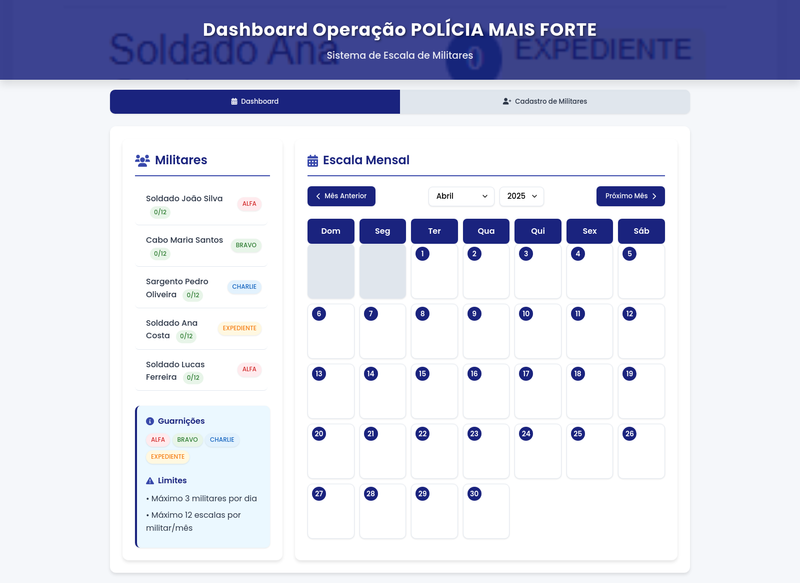 Dashboard Operação POLÍCIA MAIS FORTE
Soldado Ana
0
EXPEDIENTE
Sistema de Escala de Militares
Dashboard
Cadastro de Militares
Militares
Soldado João Silva
0/12
ALFA
Cabo Maria Santos
0/12
BRAVO
Sargento Pedro
Oliveira 0/12
CHARLIE
Soldado Ana
Costa 0/12
EXPEDIENTE
Soldado Lucas
Ferreira 0/12
ALFA
Guarnições
ALFA BRAVO CHARLIE
EXPEDIENTE
Limites
• Máximo 3 militares por dia
• Máximo 12 escalas por
militar/mês
Escala Mensal
Mês Anterior
Abril
2025
Próximo Mês
Dom Seg Ter Qua Qui Sex Sáb
1 2 3 4 5
6 7 8 9 10 11 12
13 14 15 16 17 18 19
20 21 22 23 24 25 26
27 28 29 30